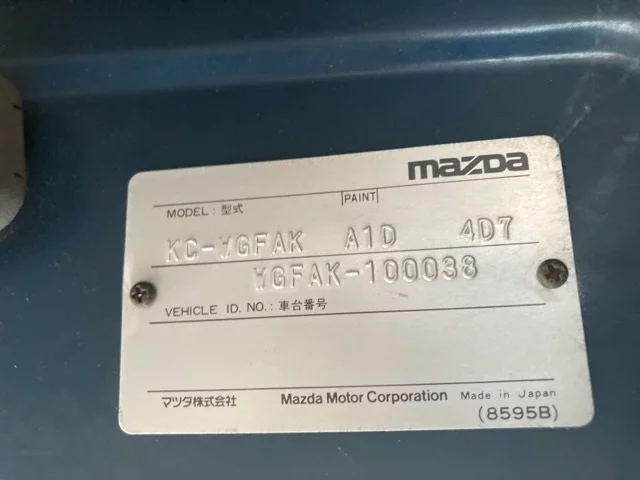 mazda
MODEL : 型式 PAINT
KC-WGFAK A1D 4D7
WGFAK-100038
VEHICLE ID. NO. : 車台番号
マツダ株式会社 Mazda Motor Corporation Made in Japan
(8595B)